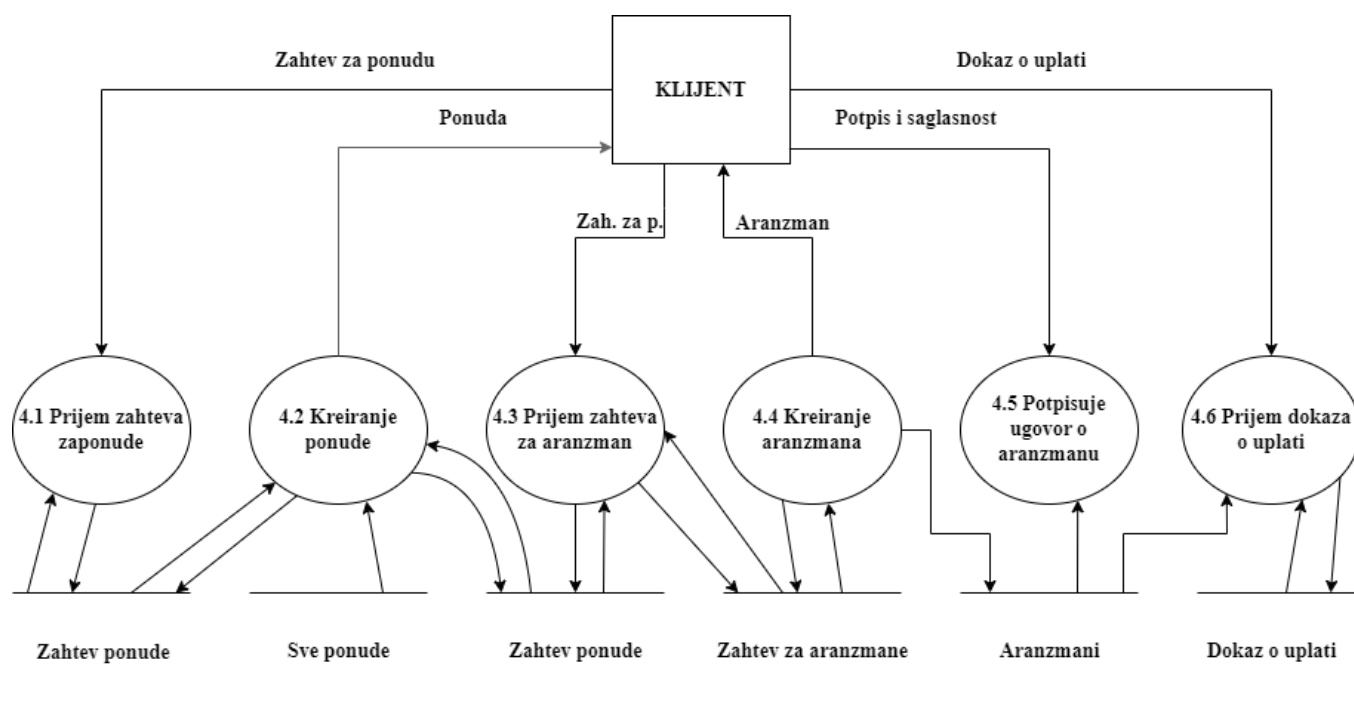 Zahtev za ponudu
Dokaz o uplati
KLIJENT
Ponuda
Potpis i saglasnost
Zah. za p.
Aranzman
4.1 Prijem zahteva
zaponude
4.2 Kreiranje
ponude
4.3 Prijem zahteva
za aranzman
4.4 Kreiranje
aranzmana
4.5 Potpisuje
ugovor o
aranzmanu
4.6 Prijem dokaza
o uplati
Zahtev ponude
Sve ponude
Zahtev ponude
Zahtev za aranzmane
Aranzmani
Dokaz o uplati